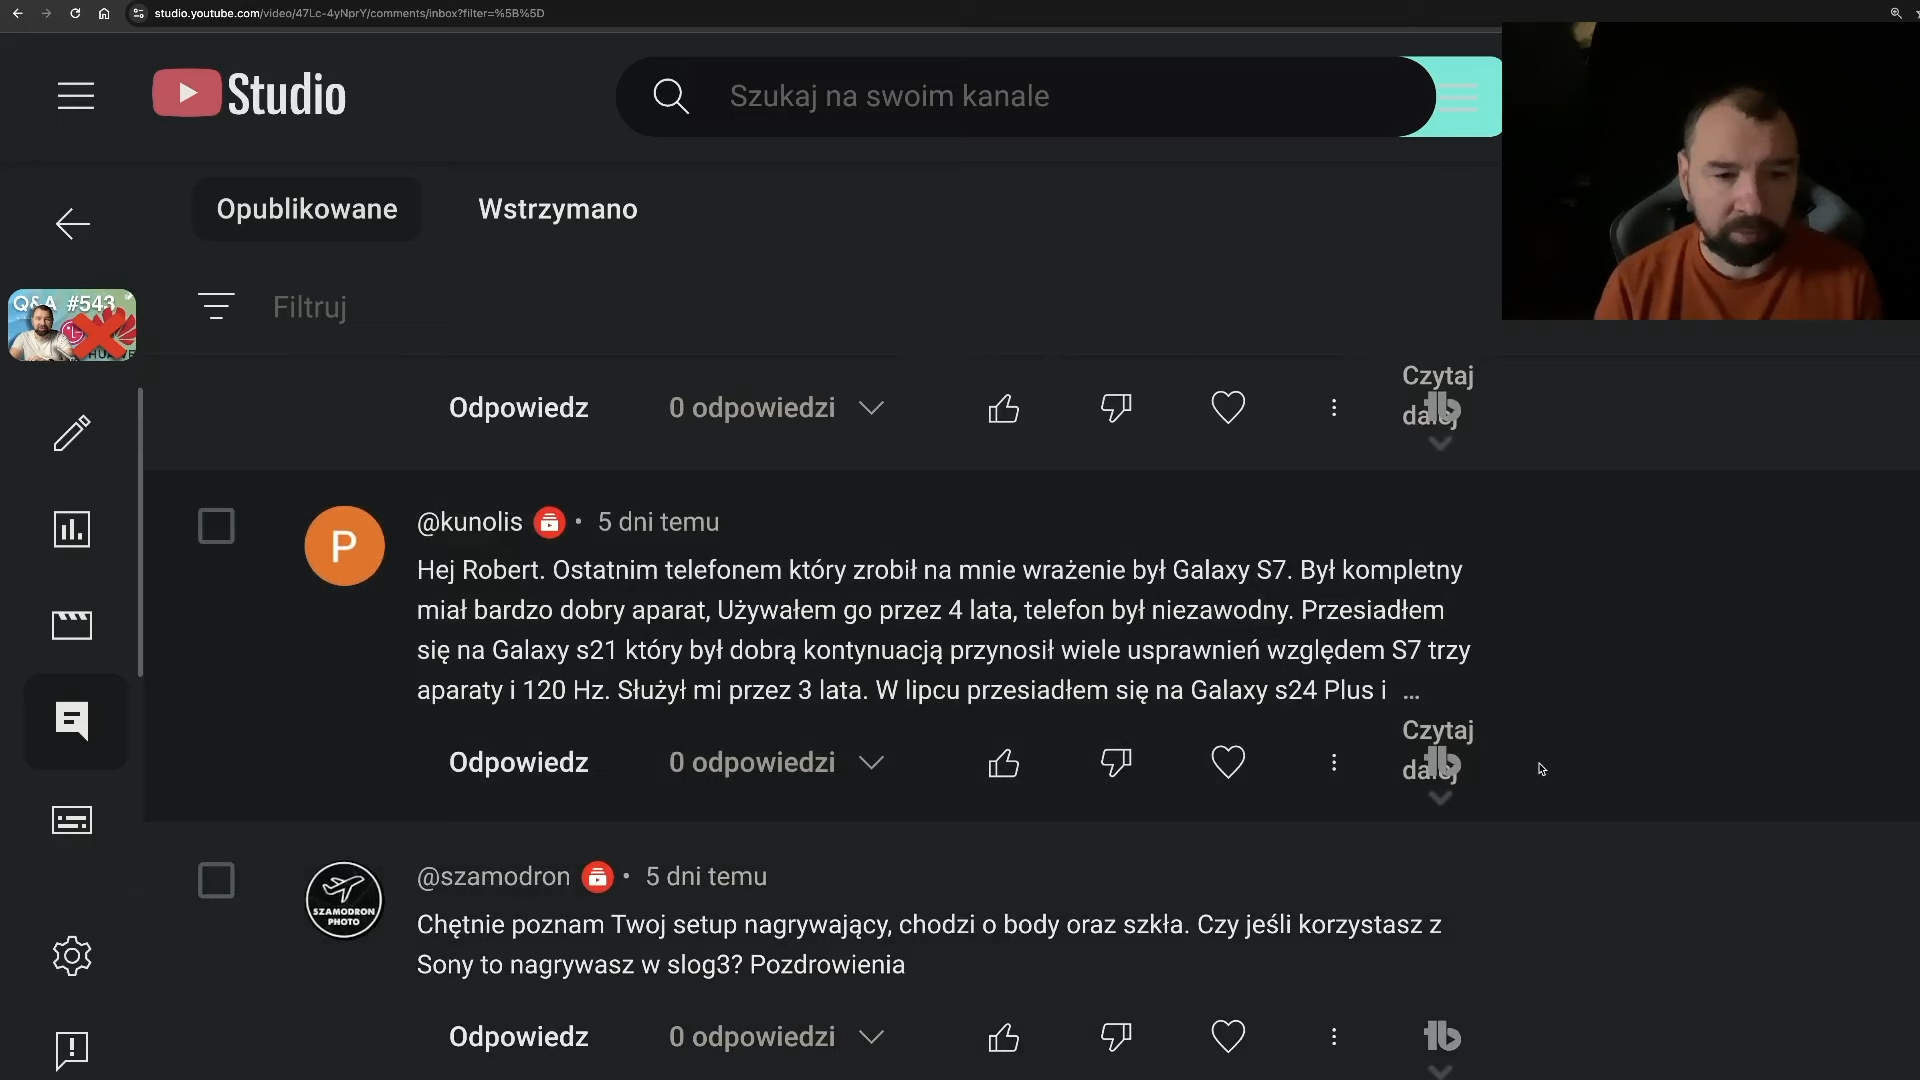 studio.youtube.com/video/47Lc-4yNprY/comments/inbox?filter=%5B%5D
Studio
Szukaj na swoim kanale
Opublikowane
Wstrzymano
Q&A #543
HUAWEI
Filtruj
Czytaj
dalej
Odpowiedz
0 odpowiedzi
P
@kunolis • 5 dni temu
Hej Robert. Ostatnim telefonem który zrobił na mnie wrażenie był Galaxy S7. Był kompletny
miał bardzo dobry aparat, Używałem go przez 4 lata, telefon był niezawodny. Przesiadłem
się na Galaxy s21 który był dobrą kontynuacją przynosił wiele usprawnień względem S7 trzy
aparaty i 120 Hz. Służył mi przez 3 lata. W lipcu przesiadłem się na Galaxy s24 Plus i ...
Czytaj
dalej
Odpowiedz
0 odpowiedzi
SZAMODRON
PHOTO
@szamodron • 5 dni temu
Chętnie poznam Twoj setup nagrywający, chodzi o body oraz szkła. Czy jeśli korzystasz z
Sony to nagrywasz w slog3? Pozdrowienia
Odpowiedz
0 odpowiedzi